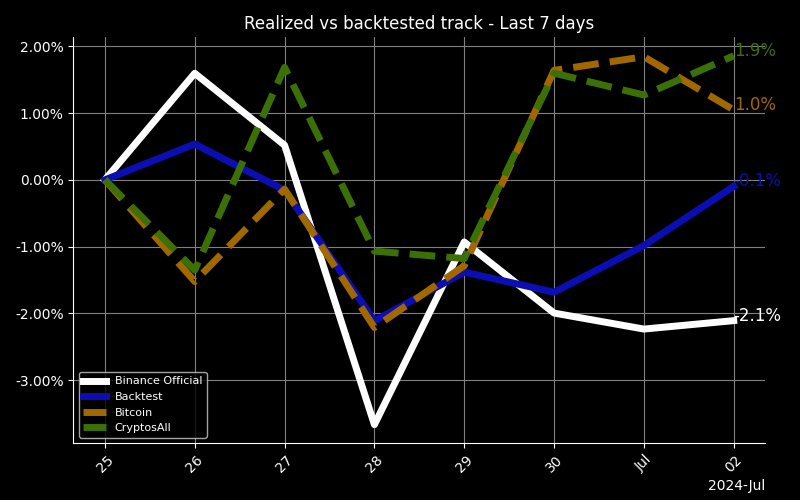 Realized vs backtested track - Last 7 days
2.00%
1.00%
0.00%
-1.00%
-2.00%
-3.00%
1.9%
1.0%
-0.1%
-2.1%
Binance Official
Backtest
Bitcoin
CryptosAll
25
26
27
28
29
30
Jul
02
2024-Jul